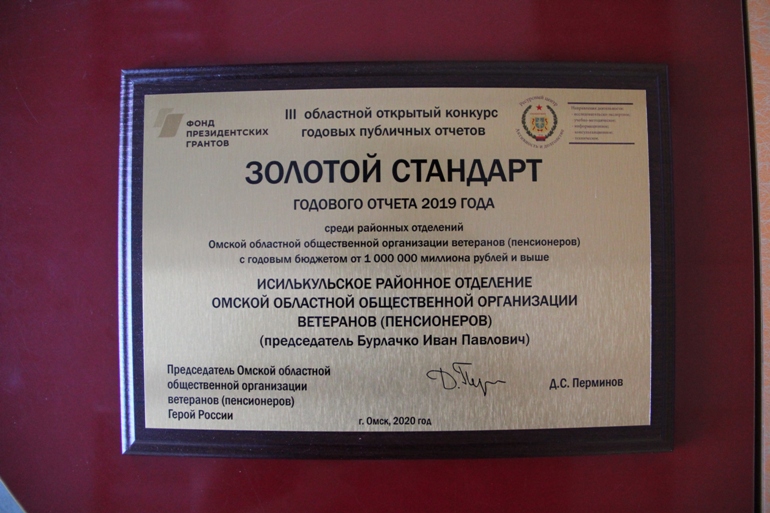 ФОНД
ПРЕЗИДЕНТСКИХ
ГРАНТОВ
III областной открытый конкурс
годовых публичных отчетов
ЗОЛОТОЙ СТАНДАРТ
ГОДОВОГО ОТЧЕТА 2019 ГОДА
среди районных отделений
Омской областной общественной организации ветеранов (пенсионеров)
с годовым бюджетом от 1 000 000 миллиона рублей и выше
ИСИЛЬКУЛЬСКОЕ РАЙОННОЕ ОТДЕЛЕНИЕ
ОМСКОЙ ОБЛАСТНОЙ ОБЩЕСТВЕННОЙ ОРГАНИЗАЦИИ
ВЕТЕРАНОВ (ПЕНСИОНЕРОВ)
(председатель Бурлачко Иван Павлович)
Председатель Омской областной
общественной организации
ветеранов (пенсионеров)
Герой России
Д.С. Перминов
г. Омск, 2020 год